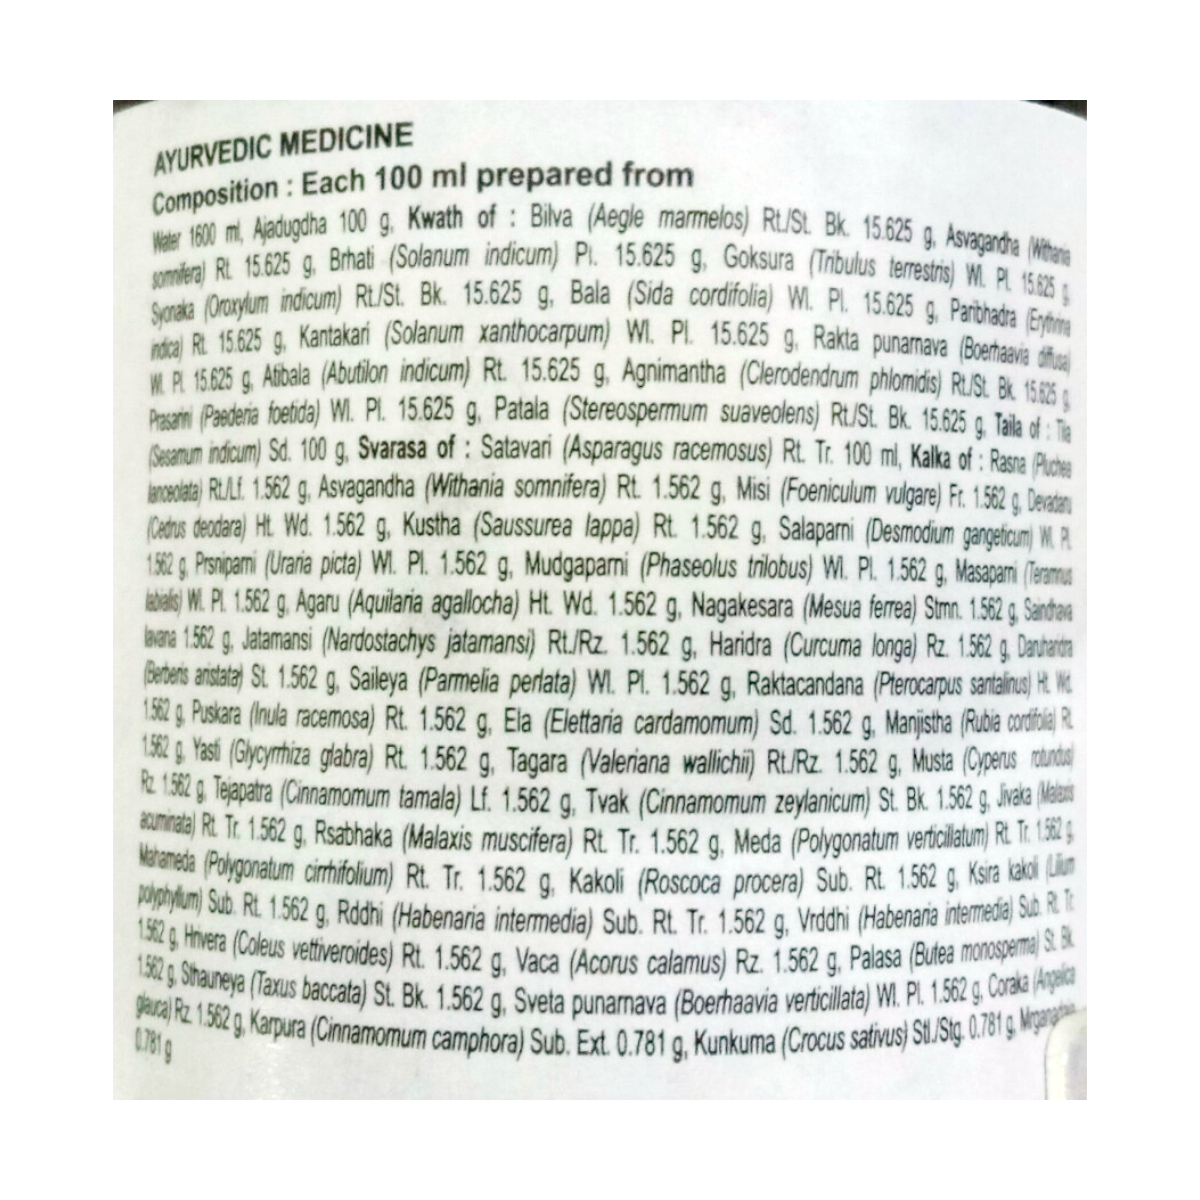 AYURVEDIC MEDICINE
Composition : Each 100 ml prepared from
Water 1600 ml, Ajadugdha 100 g, Kwath of : Bilva (Aegle marmelos) Rt./St. Bk. 15.625 g, Asvagandha (Withania
somnifera) Rt. 15.625 g, Brhati (Solanum indicum) Pl. 15.625 g, Goksura (Tribulus terrestris) Wl. Pl. 15.625 g,
Syonaka (Oroxylum indicum) Rt./St. Bk. 15.625 g, Bala (Sida cordifolia) Wl. Pl. 15.625 g, Paribhadra (Erythrina
indica) Rt. 15.625 g, Kantakari (Solanum xanthocarpum) Wl. Pl. 15.625 g, Rakta punarnava (Boerhaavia diffusa)
Wl. Pl. 15.625 g, Atibala (Abutilon indicum) Rt. 15.625 g, Agnimantha (Clerodendrum phlomidis) Rt./St. Bk. 15.625 g,
Prasarini (Paederia foetida) Wl. Pl. 15.625 g, Patala (Stereospermum suaveolens) Rt./St. Bk. 15.625 g, Taila of : Tila
(Sesamum indicum) Sd. 100 g, Svarasa of : Satavari (Asparagus racemosus) Rt. Tr. 100 ml, Kalka of : Rasna (Pluchea
lanceolata) Rt./Lf. 1.562 g, Asvagandha (Withania somnifera) Rt. 1.562 g, Misi (Foeniculum vulgare) Fr. 1.562 g, Devadaru
(Cedrus deodara) Ht. Wd. 1.562 g, Kustha (Saussurea lappa) Rt. 1.562 g, Salaparni (Desmodium gangeticum) Wl. Pl.
1.562 g, Prsniparni (Uraria picta) Wl. Pl. 1.562 g, Mudgaparni (Phaseolus trilobus) Wl. Pl. 1.562 g, Masaparni (Teramnus
labialis) Wl. Pl. 1.562 g, Agaru (Aquilaria agallocha) Ht. Wd. 1.562 g, Nagakesara (Mesua ferrea) Stmn. 1.562 g, Saindhava
lavana 1.562 g, Jatamansi (Nardostachys jatamansi) Rt./Rz. 1.562 g, Haridra (Curcuma longa) Rz. 1.562 g, Daruharidra
(Berberis aristata) St. 1.562 g, Saileya (Parmelia perlata) Wl. Pl. 1.562 g, Raktacandana (Pterocarpus santalinus) Ht. Wd.
1.562 g, Puskara (Inula racemosa) Rt. 1.562 g, Ela (Elettaria cardamomum) Sd. 1.562 g, Manjistha (Rubia cordifolia) Rt.
1.562 g, Yasti (Glycyrrhiza glabra) Rt. 1.562 g, Tagara (Valeriana wallichii) Rt./Rz. 1.562 g, Musta (Cyperus rotundus)
Rz. 1.562 g, Tejapatra (Cinnamomum tamala) Lf. 1.562 g, Tvak (Cinnamomum zeylanicum) St. Bk. 1.562 g, Jivaka (Malaxis
acuminata) Rt. Tr. 1.562 g, Rsabhaka (Malaxis muscifera) Rt. Tr. 1.562 g, Meda (Polygonatum verticillatum) Rt. Tr. 1.562 g,
Mahameda (Polygonatum cirrhifolium) Rt. Tr. 1.562 g, Kakoli (Roscoca procera) Sub. Rt. 1.562 g, Ksira kakoli (Lilium
polyphyllum) Sub. Rt. 1.562 g, Rddhi (Habenaria intermedia) Sub. Rt. Tr. 1.562 g, Vrddhi (Habenaria intermedia) Sub. Rt. Tr.
1.562 g, Hrivera (Coleus vettiveroides) Rt. 1.562 g, Vaca (Acorus calamus) Rz. 1.562 g, Palasa (Butea monosperma) St. Bk.
1.562 g, Sthauneya (Taxus baccata) St. Bk. 1.562 g, Sveta punarnava (Boerhaavia verticillata) Wl. Pl. 1.562 g, Coraka (Angelica
glauca) Rz. 1.562 g, Karpura (Cinnamomum camphora) Sub. Ext. 0.781 g, Kunkuma (Crocus sativus) Stl./Stg. 0.781 g,
0.781 g